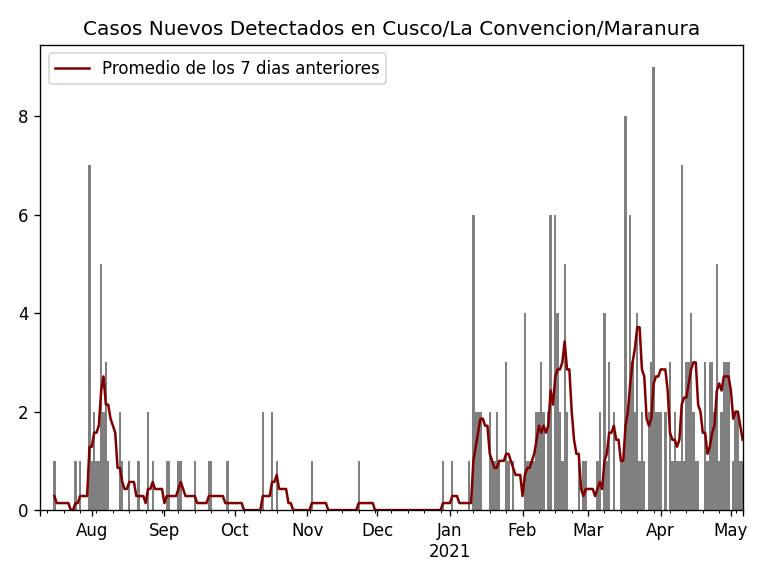 Casos Nuevos Detectados en Cusco/La Convencion/Maranura
Promedio de los 7 dias anteriores
8
6
4
2
0
Aug Sep Oct Nov Dec Jan Feb Mar Apr May
2021